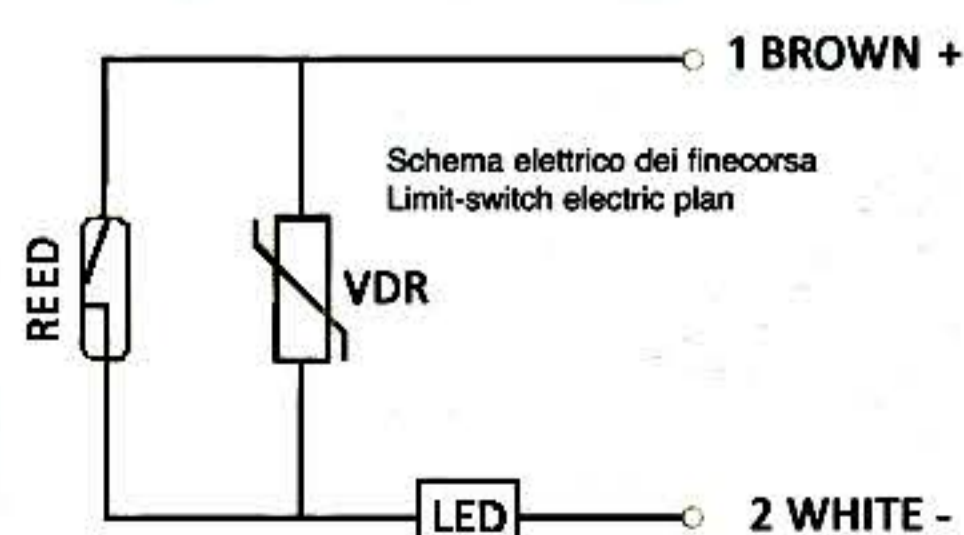 1 BROWN +
Schema elettrico dei finecorsa
Limit-switch electric plan
REED
VDR
LED
2 WHITE -